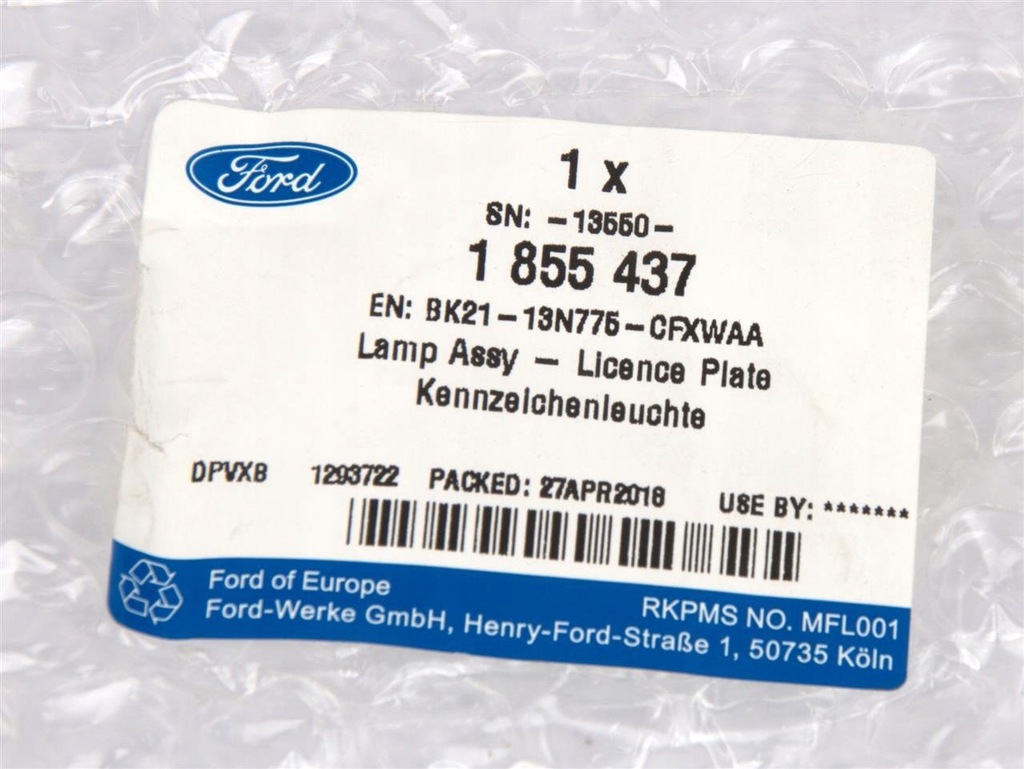 Ford
1 x
SN: -13550-
1 855 437
EN: BK21-13N775-CFXWAA
Lamp Assy - Licence Plate
Kennzeichenleuchte
DPVXB 1293722 PACKED: 27APR2018 USE BY: *******
Ford of Europe
RKPMS NO. MFL001
Ford-Werke GmbH, Henry-Ford-Straße 1, 50735 Köln